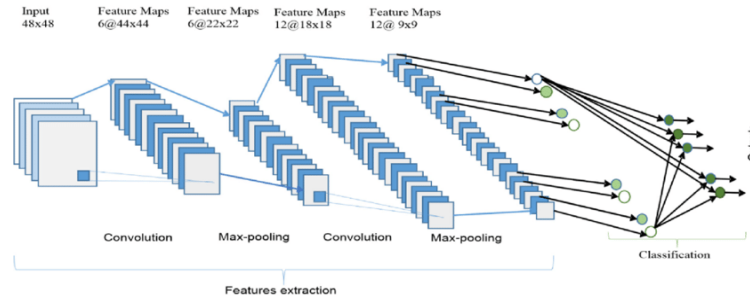 Input
48x48
Feature Maps
6@44x44
Feature Maps
6@22x22
Feature Maps
12@18x18
Feature Maps
12@ 9x9
Convolution
Max-pooling
Convolution
Max-pooling
Classification
Features extraction